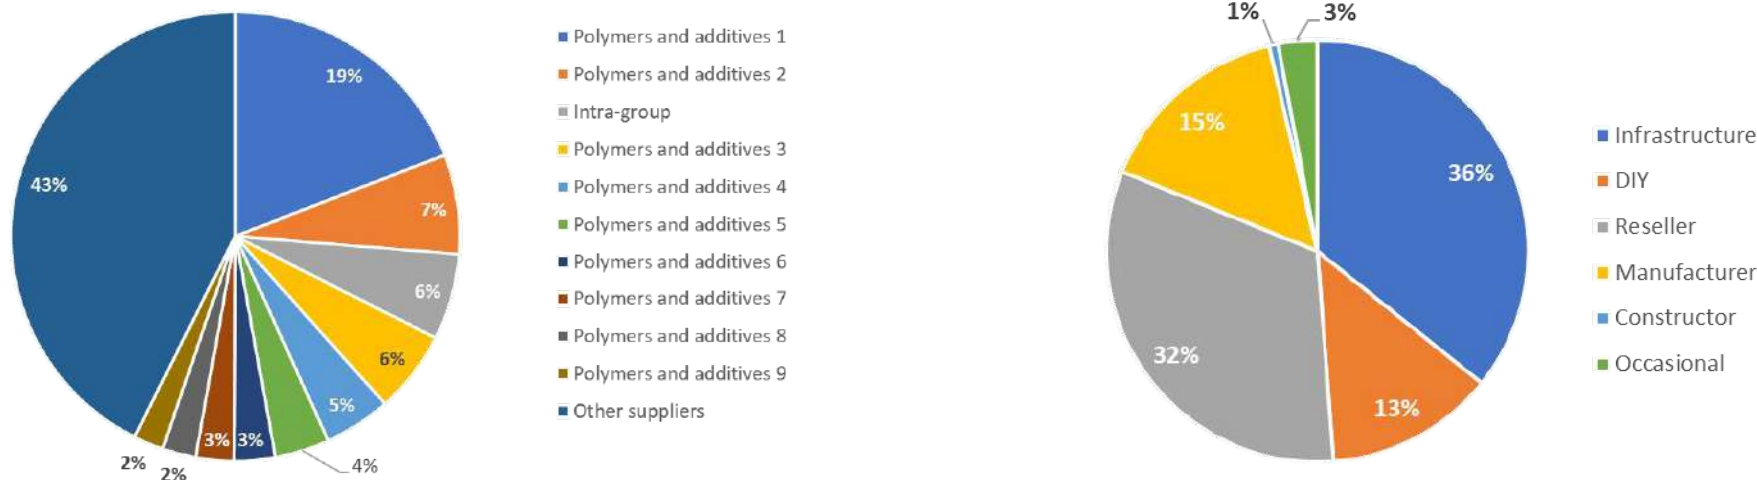 19%
7%
6%
6%
5%
4%
3%
3%
2%
2%
43%
Polymers and additives 1
Polymers and additives 2
Intra-group
Polymers and additives 3
Polymers and additives 4
Polymers and additives 5
Polymers and additives 6
Polymers and additives 7
Polymers and additives 8
Polymers and additives 9
Other suppliers
1%
3%
36%
13%
32%
15%
Infrastructure
DIY
Reseller
Manufacturer
Constructor
Occasional